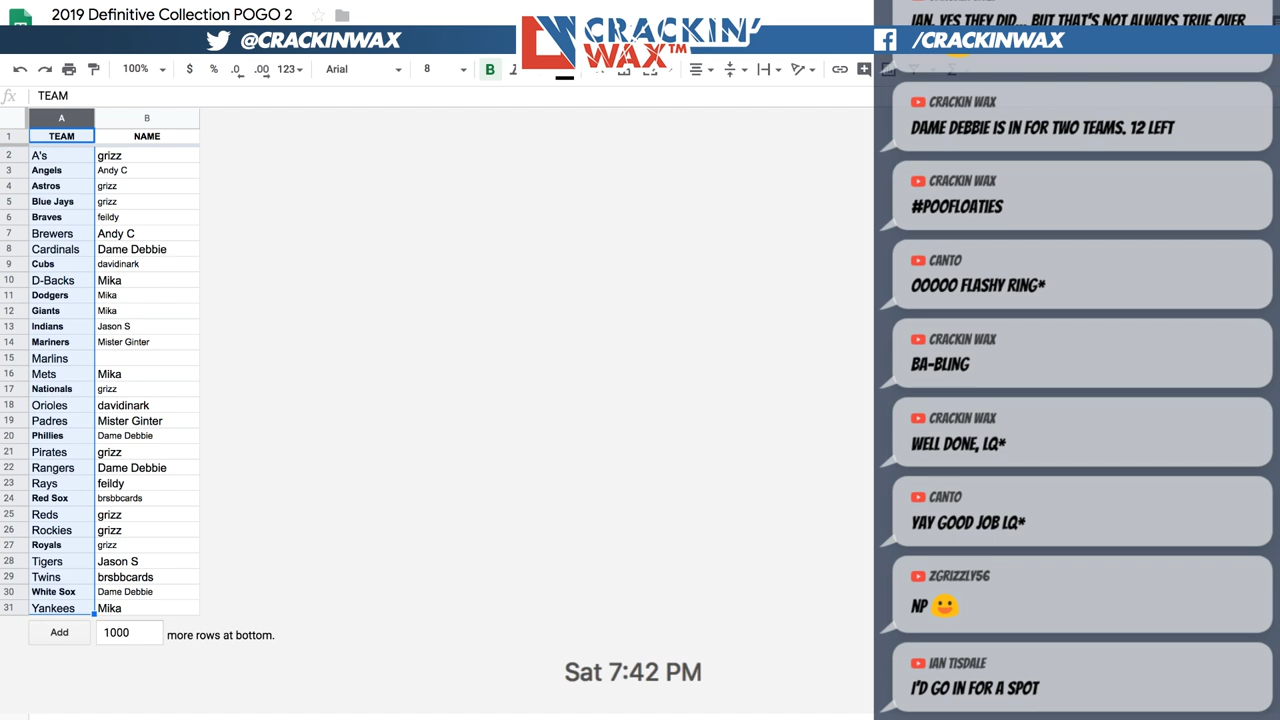 2019 Definitive Collection POGO 2
@CRACKINWAX
CRACKIN' WAX™
/CRACKINWAX
100%
% .0 .00 123
Arial
8
B
fx TEAM
A B
1 TEAM NAME
2 A's grizz
3 Angels Andy C
4 Astros grizz
5 Blue Jays grizz
6 Braves feildy
7 Brewers Andy C
8 Cardinals Dame Debbie
9 Cubs davidinark
10 D-Backs Mika
11 Dodgers Mika
12 Giants Mika
13 Indians Jason S
14 Mariners Mister Ginter
15 Marlins
16 Mets Mika
17 Nationals grizz
18 Orioles davidinark
19 Padres Mister Ginter
20 Phillies Dame Debbie
21 Pirates grizz
22 Rangers Dame Debbie
23 Rays feildy
24 Red Sox brsbbcards
25 Reds grizz
26 Rockies grizz
27 Royals grizz
28 Tigers Jason S
29 Twins brsbbcards
30 White Sox Dame Debbie
31 Yankees Mika
Add 1000 more rows at bottom.
Sat 7:42 PM
IAN, YES THEY DID... BUT THAT'S NOT ALWAYS TRUE OVER
CRACKIN WAX
DAME DEBBIE IS IN FOR TWO TEAMS. 12 LEFT
CRACKIN WAX
#POOFLOATIES
CANTO
OOOOO FLASHY RING*
CRACKIN WAX
BA-BLING
CRACKIN WAX
WELL DONE, LQ*
CANTO
YAY GOOD JOB LQ*
ZGRIZZLY56
NP
IAN TISDALE
I'D GO IN FOR A SPOT